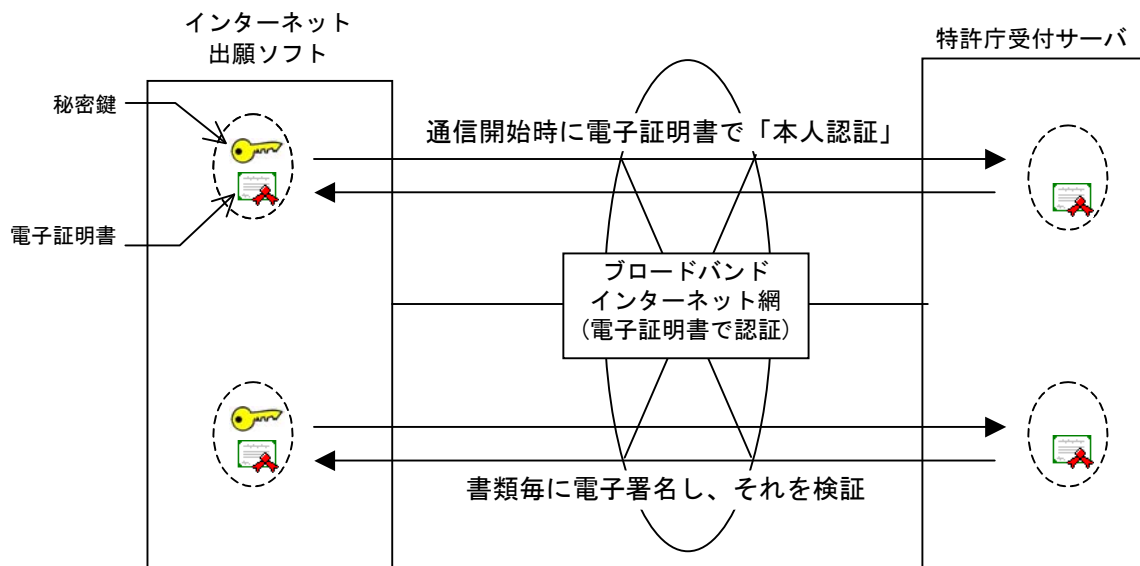 インターネット
出願ソフト
特許庁受付サーバ
秘密鍵
通信開始時に電子証明書で「本人認証」
電子証明書
ブロードバンド
インターネット網
(電子証明書で認証)
書類毎に電子署名し、それを検証